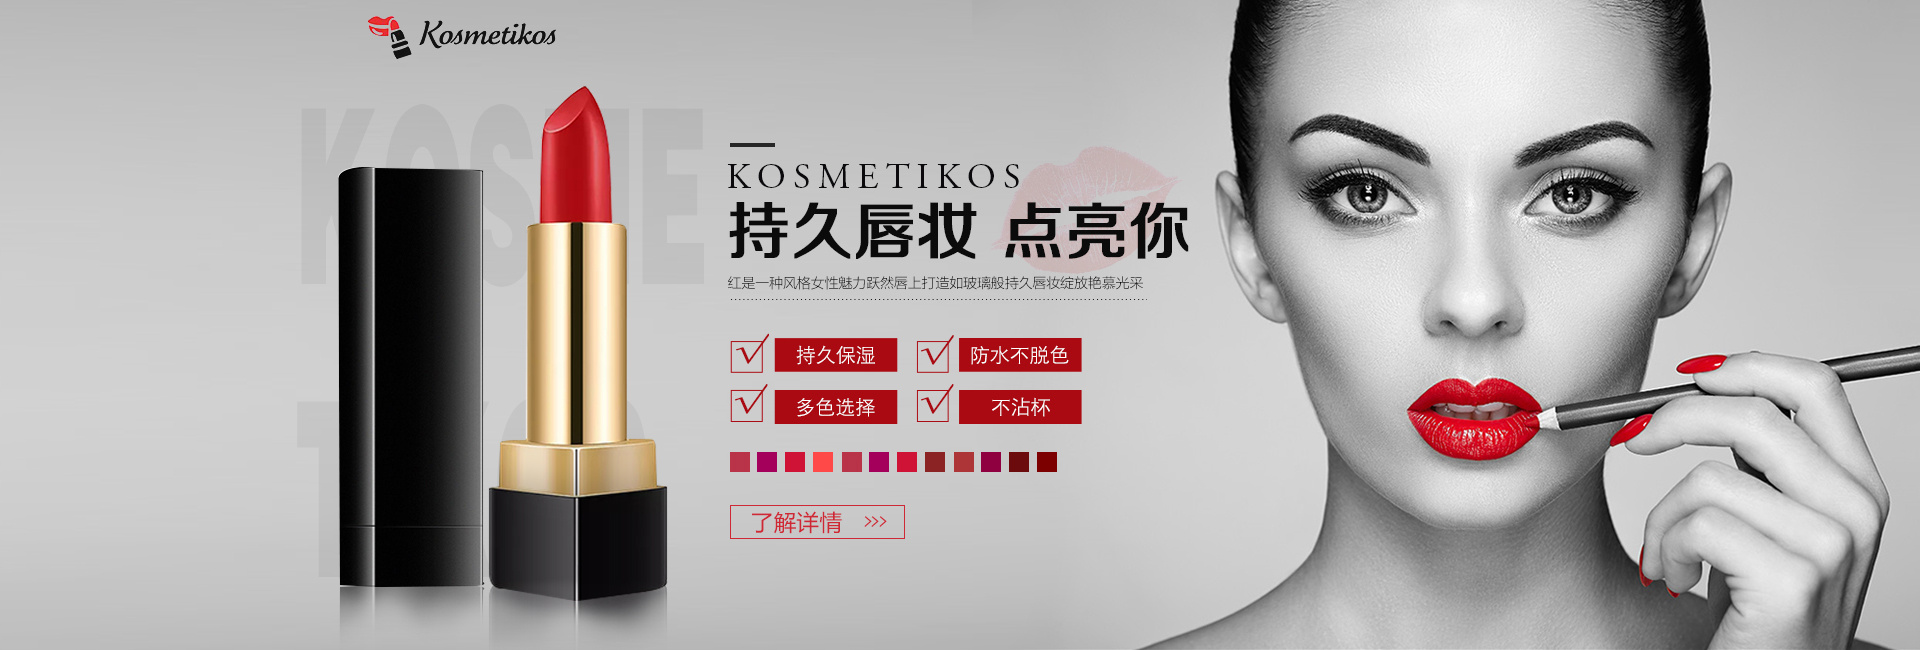 Kosmetikos
KOSME
KOSMETIKOS
持久唇妆 点亮你
红是一种风格女性魅力跃然唇上打造如玻璃般持久唇妆绽放艳慕光采
持久保湿
防水不脱色
多色选择
不沾杯
了解详情 >>>